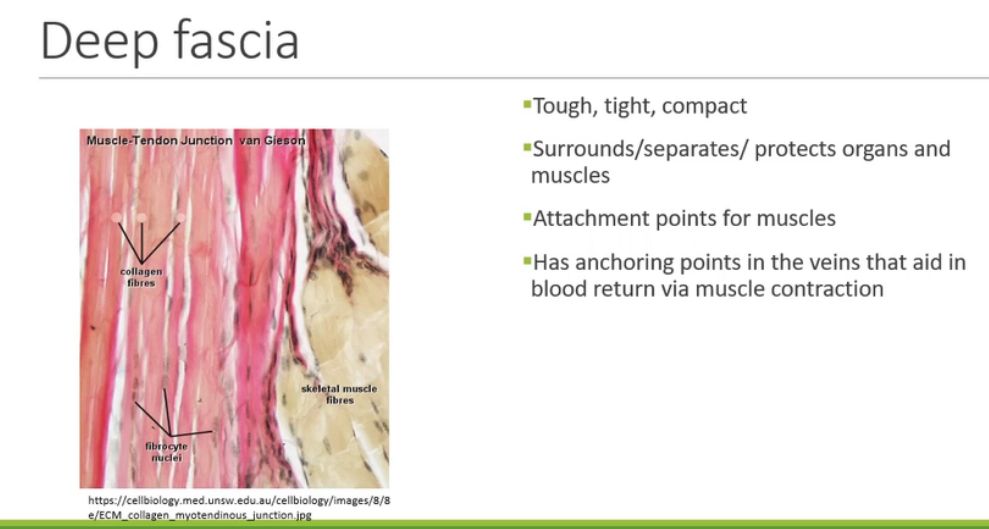 Deep fascia
Muscle-Tendon Junction van Gieson
collagen
fibres
skeletal muscle
fibres
fibrocyte
nuclei
https://cellbiology.med.unsw.edu.au/cellbiology/images/8/8
e/ECM_collagen_myotendinous_junction.jpg
▪Tough, tight, compact
▪Surrounds/separates/ protects organs and
muscles
▪Attachment points for muscles
▪Has anchoring points in the veins that aid in
blood return via muscle contraction